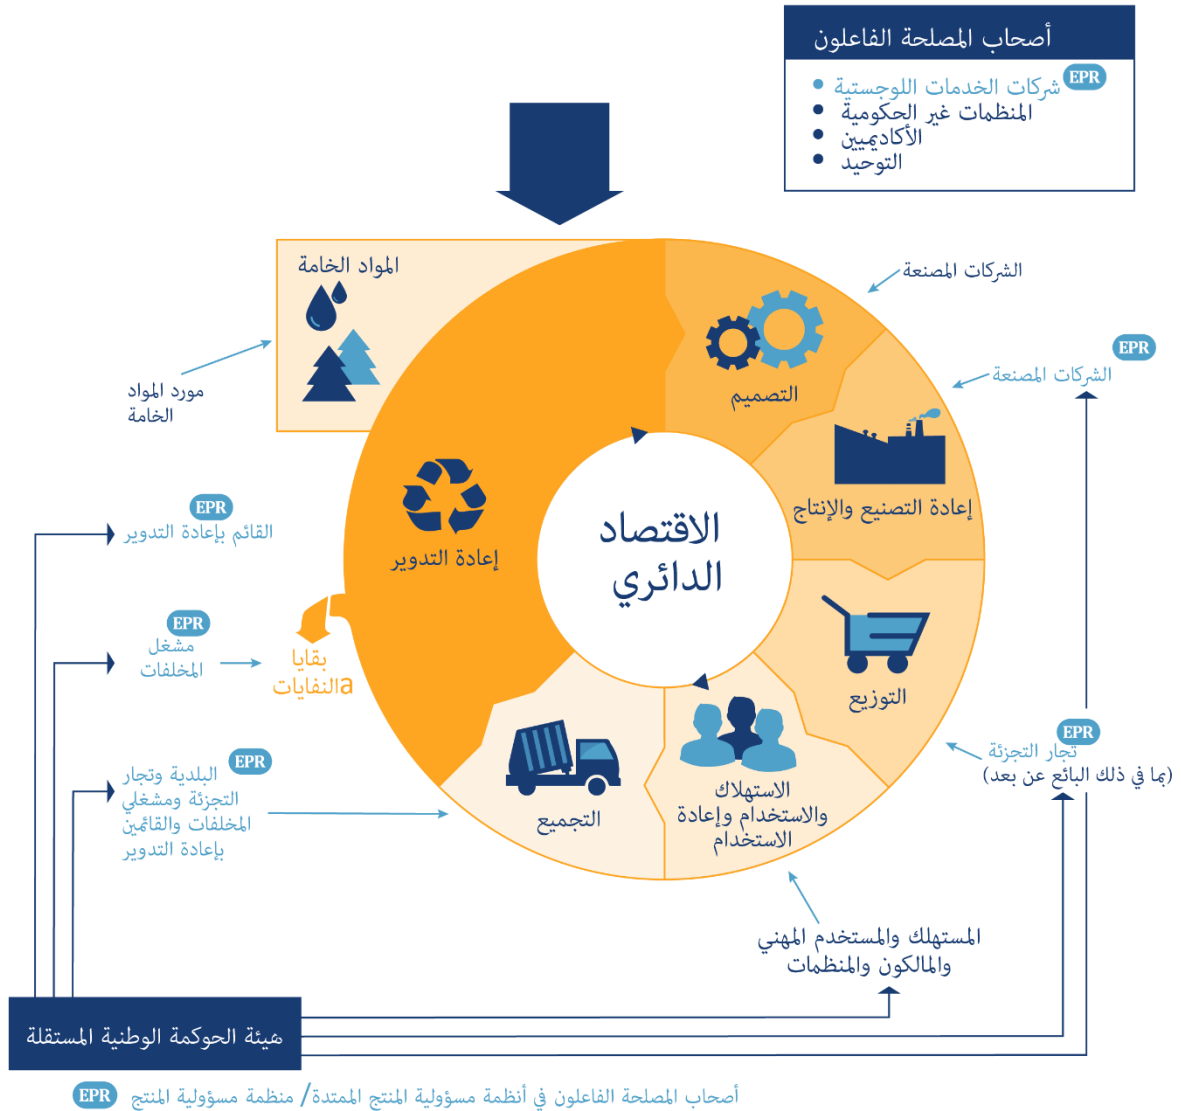 أصحاب المصلحة الفاعلون
شركات الخدمات اللوجستية EPR
المنظمات غير الحكومية
الأكاديميين
التوحيد
المواد الخامة
مورد المواد
الخامة
الشركات المصنعة
التصميم
EPR
الشركات المصنعة
إعادة التصنيع والإنتاج
الاقتصاد
الدائري
إعادة التدوير
EPR
القائم بإعادة التدوير
EPR
مشغل
المخلفات
بقايا
النفاياتa
التوزيع
EPR
تجار التجزئة
(بما في ذلك البائع عن بعد)
الاستهلاك
والاستخدام وإعادة
الاستخدام
التجميع
EPR
البلدية وتجار
التجزئة ومشغلي
المخلفات والقائمين
بإعادة التدوير
المستهلك والمستخدم المهني
والمالكون والمنظمات
هيئة الحوكمة الوطنية المستقلة
أصحاب المصلحة الفاعلون في أنظمة مسؤولية المنتج الممتدة/ منظمة مسؤولية المنتج EPR